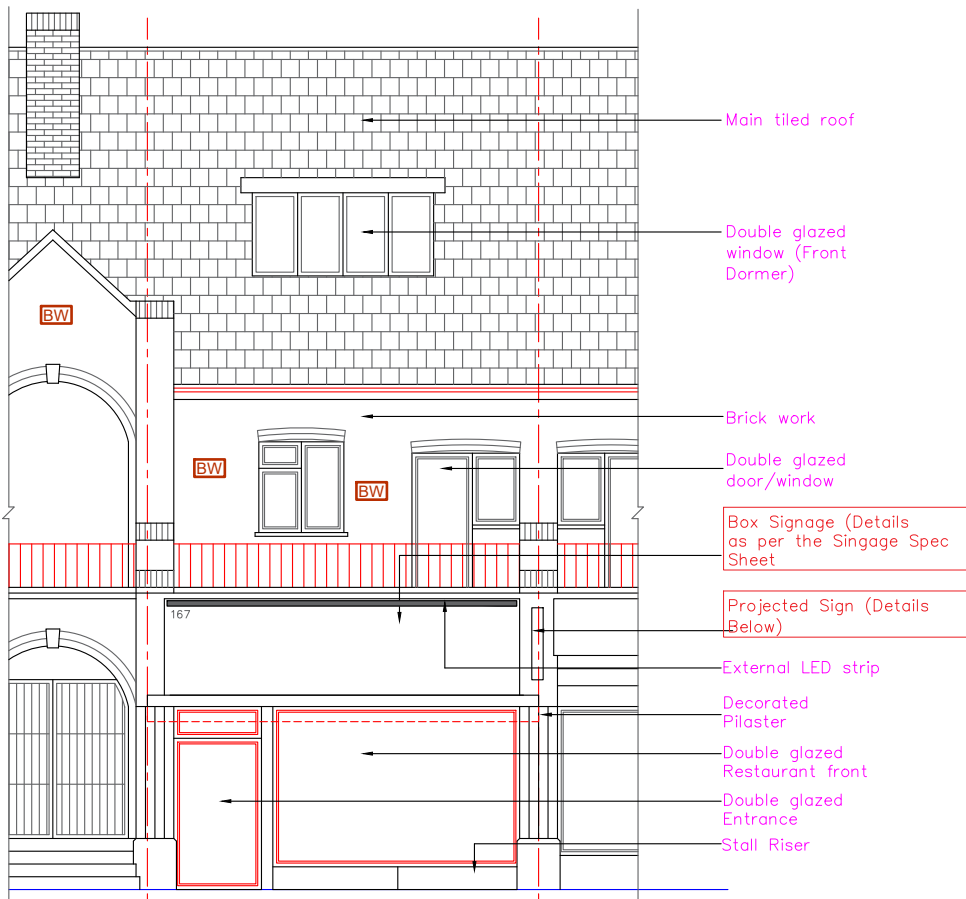 Main tiled roof
Double glazed
window (Front
Dormer)
BW
Brick work
Double glazed
door/window
BW
BW
Box Signage (Details
as per the Singage Spec
Sheet
Projected Sign (Details
Below)
167
External LED strip
Decorated
Pilaster
Double glazed
Restaurant front
Double glazed
Entrance
Stall Riser